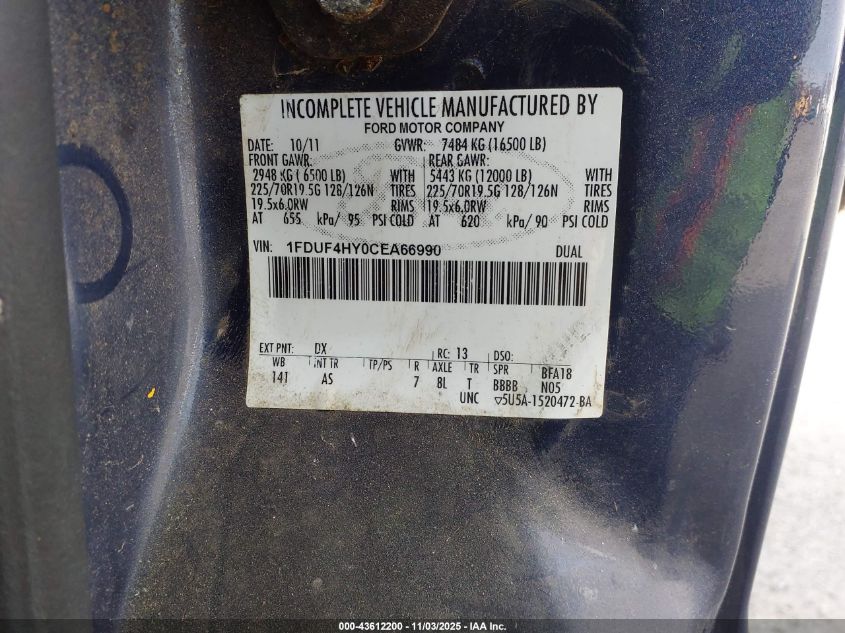 INCOMPLETE VEHICLE MANUFACTURED BY
FORD MOTOR COMPANY
DATE: 10/11 GVWR: 7484 KG (16500 LB)
FRONT GAWR: REAR GAWR:
2948 KG ( 6500 LB) WITH 5443 KG (12000 LB) WITH
225/70R19.5G 128/126N TIRES 225/70R19.5G 128/126N TIRES
19.5x6.0RW RIMS 19.5x6.0RW RIMS
AT 655 kPa/ 95 PSI COLD AT 620 kPa/ 90 PSI COLD
VIN: 1FDUF4HY0CEA66990 DUAL
EXT PNT: DX RC: 13 DSO:
WB INT TR TP/PS R AXLE TR SPR BFA18
141 AS 7 8L T BBBB N05
UNC ▽5U5A-1520472-BA
000-43612200 - 11/03/2025 - IAA Inc.